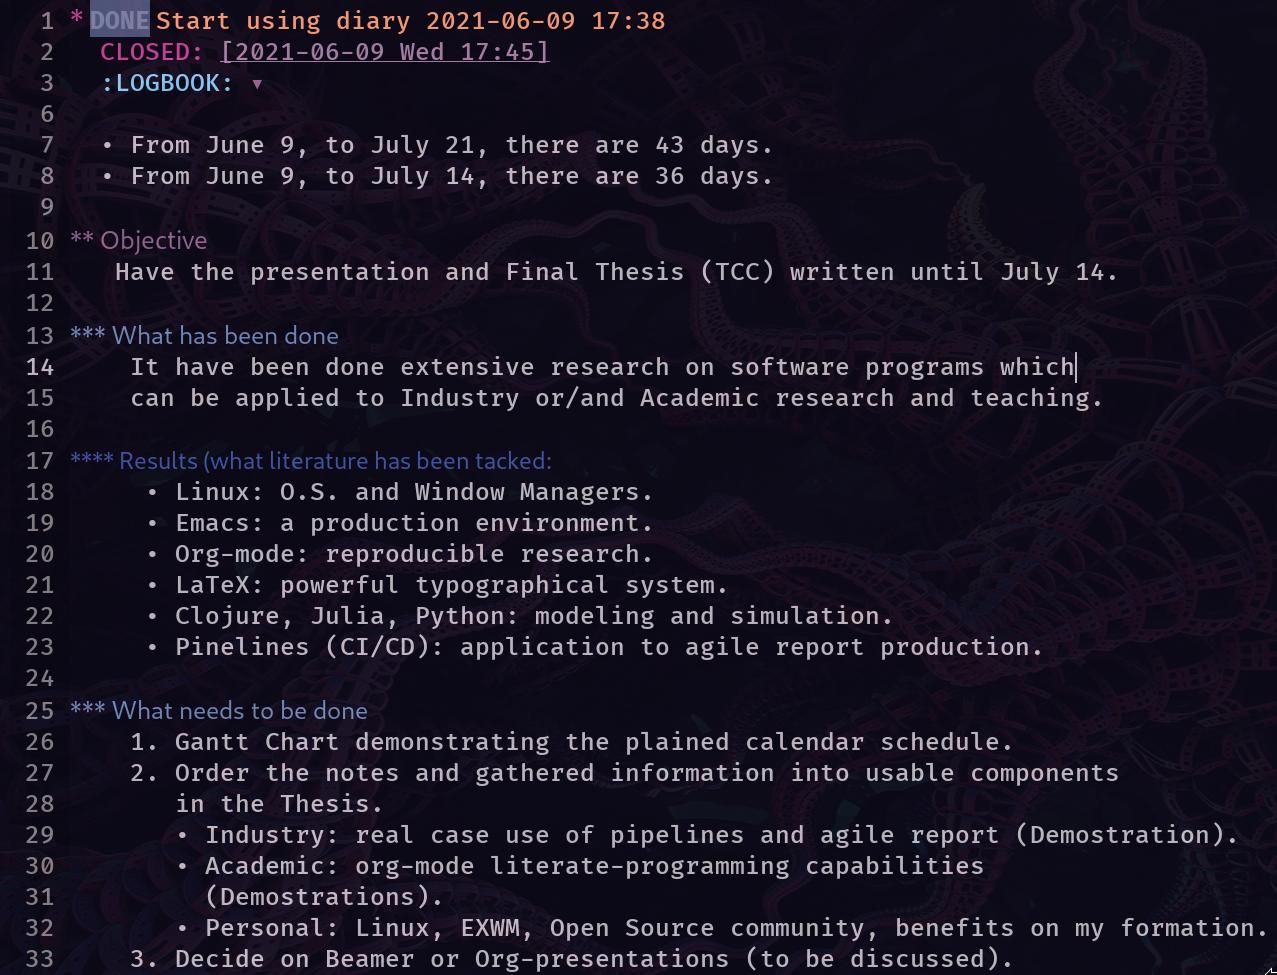 1 * DONE Start using diary 2021-06-09 17:38
2 CLOSED: [2021-06-09 Wed 17:45]
3 :LOGBOOK: ▾
6
7 • From June 9, to July 21, there are 43 days.
8 • From June 9, to July 14, there are 36 days.
9
10 ** Objective
11 Have the presentation and Final Thesis (TCC) written until July 14.
12
13 *** What has been done
14 It have been done extensive research on software programs which
15 can be applied to Industry or/and Academic research and teaching.
16
17 **** Results (what literature has been tacked:
18 • Linux: O.S. and Window Managers.
19 • Emacs: a production environment.
20 • Org-mode: reproducible research.
21 • LaTeX: powerful typographical system.
22 • Clojure, Julia, Python: modeling and simulation.
23 • Pinelines (CI/CD): application to agile report production.
24
25 *** What needs to be done
26 1. Gantt Chart demonstrating the plained calendar schedule.
27 2. Order the notes and gathered information into usable components
28 in the Thesis.
29 • Industry: real case use of pipelines and agile report (Demostration).
30 • Academic: org-mode literate-programming capabilities
31 (Demostrations).
32 • Personal: Linux, EXWM, Open Source community, benefits on my formation.
33 3. Decide on Beamer or Org-presentations (to be discussed).